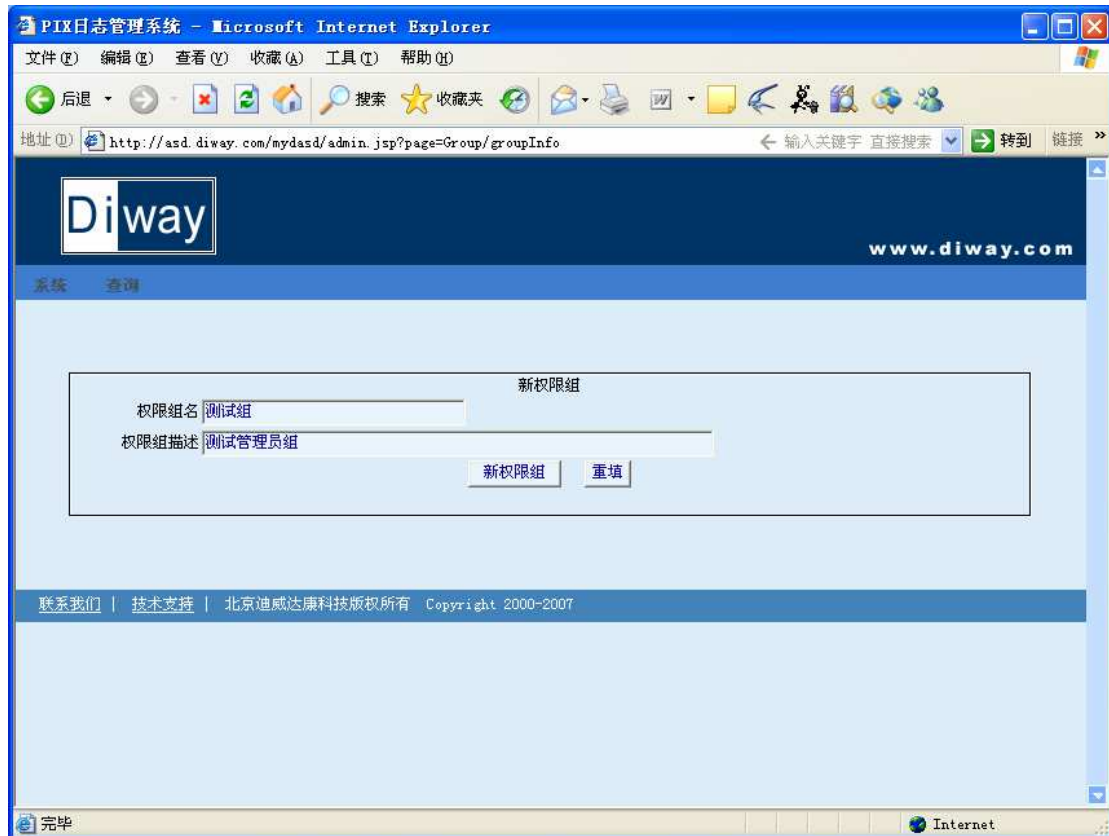 PIX日志管理系统 - Microsoft Internet Explorer
文件(F) 编辑(E) 查看(V) 收藏(A) 工具(T) 帮助(H)
后退 搜索 收藏夹
地址(D) http://asd.diway.com/mydasd/admin.jsp?page=Group/groupInfo 输入关键字 直接搜索 转到 链接 »
Diway
www.diway.com
系统 查询
新权限组
权限组名 测试组
权限组描述 测试管理员组
新权限组 重填
联系我们 | 技术支持 | 北京迪威达康科技版权所有 Copyright 2000-2007
完毕 Internet